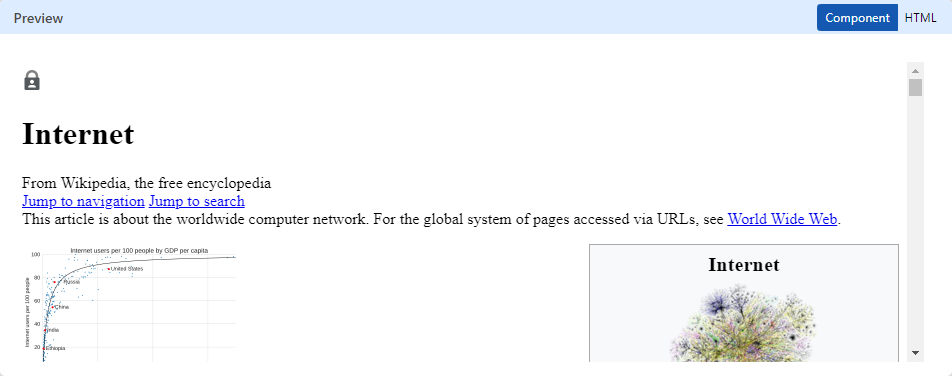 Preview
Component HTML
Internet
From Wikipedia, the free encyclopedia
Jump to navigation Jump to search
This article is about the worldwide computer network. For the global system of pages accessed via URLs, see World Wide Web.
Internet users per 100 people by GDP per capita
Internet users per 100 people
100
80
60
40
20
United States
Russia
China
India
Ethiopia
Internet